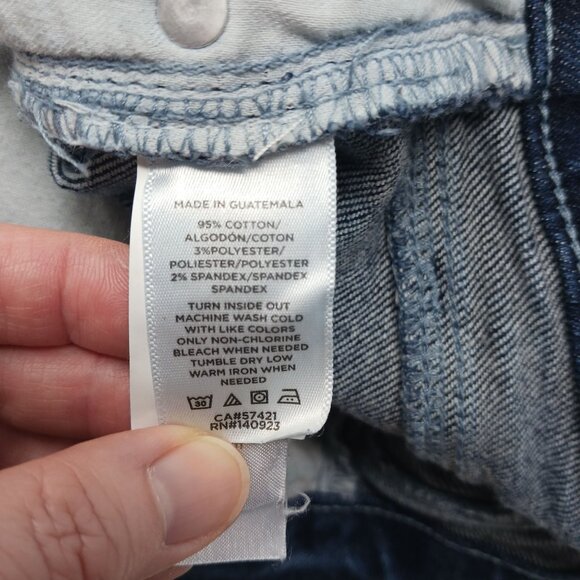 MADE IN GUATEMALA
95% COTTON/
ALGODÓN/COTON
3%POLYESTER/
POLIESTER/POLYESTER
2% SPANDEX/SPANDEX
SPANDEX
TURN INSIDE OUT
MACHINE WASH COLD
WITH LIKE COLORS
ONLY NON-CHLORINE
BLEACH WHEN NEEDED
TUMBLE DRY LOW
WARM IRON WHEN
NEEDED
30
CA#57421
RN#140923